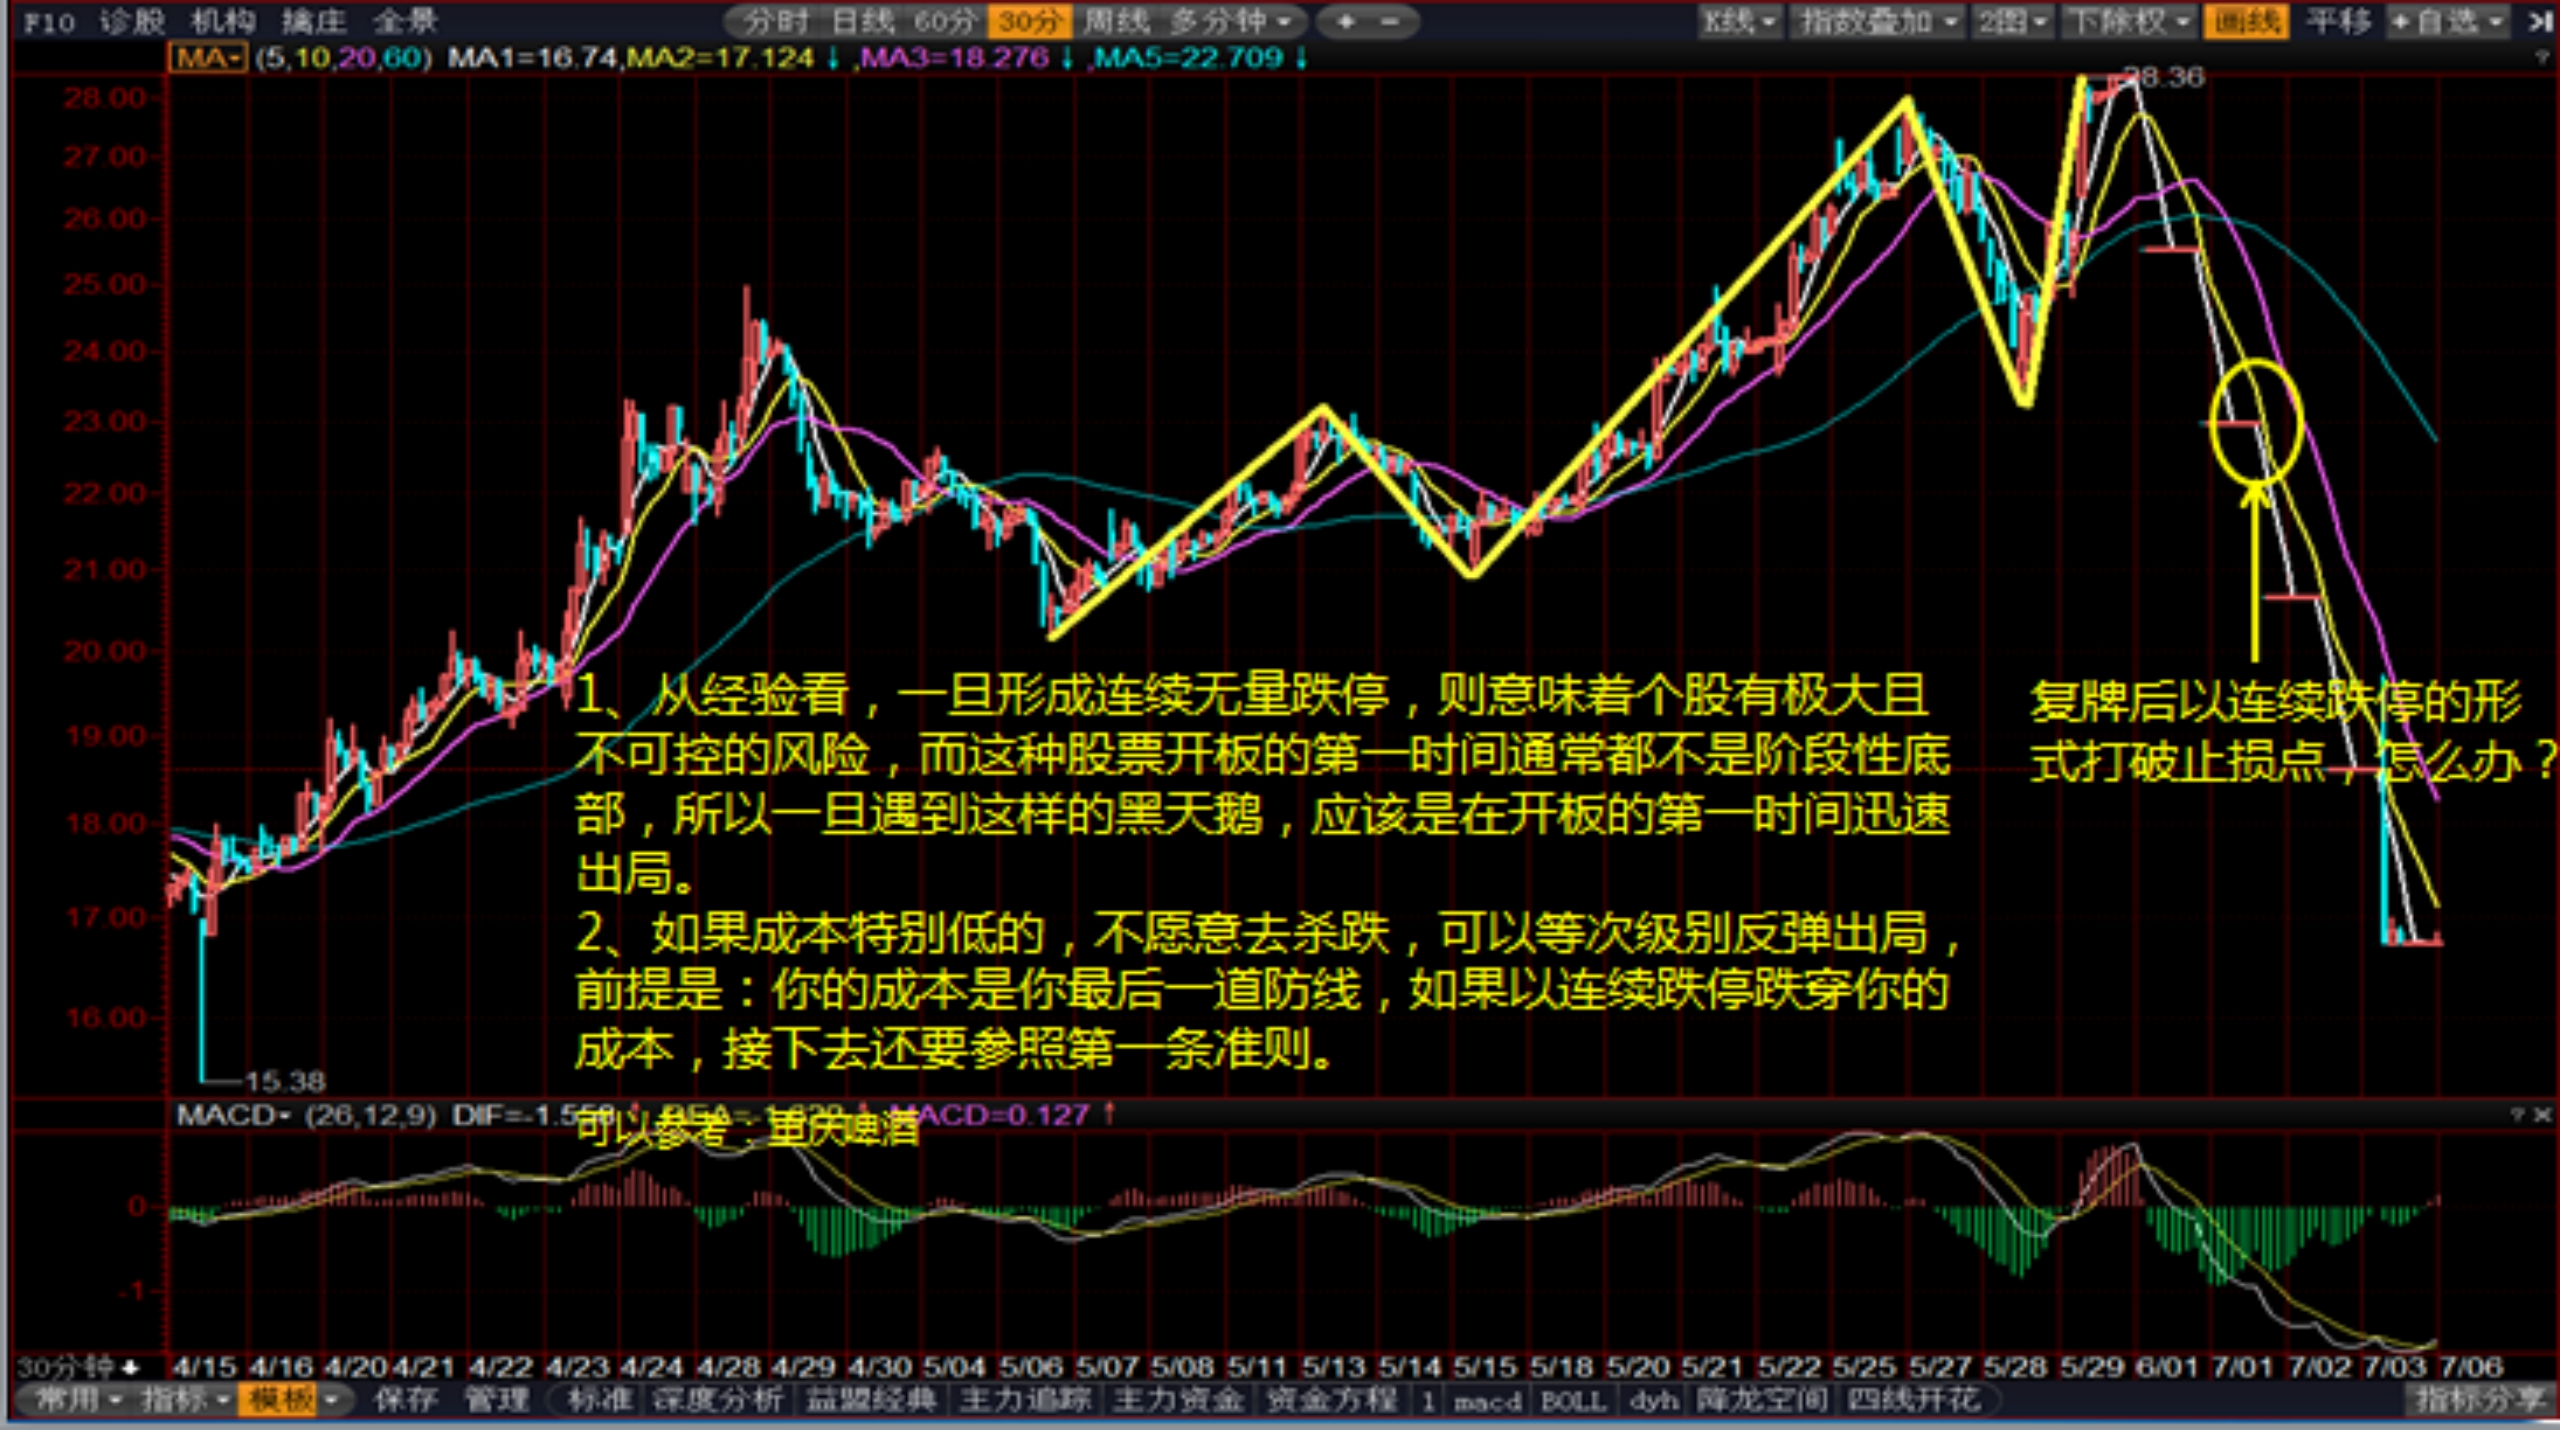 F10 诊股 机构 擒庄 全景 分时 日线 60分 30分 周线 多分钟 + - K线 指数叠加 2图 下除权 画线 平移 +自选
MA (5,10,20,60) MA1=16.74,MA2=17.124↓,MA3=18.276↓,MA5=22.709↓ ?
28.36
28.00
27.00
26.00
25.00
24.00
23.00
22.00
21.00
20.00
19.00
18.00
17.00
16.00
15.38
1、从经验看，一旦形成连续无量跌停，则意味着个股有极大且
不可控的风险，而这种股票开板的第一时间通常都不是阶段性底
部，所以一旦遇到这样的黑天鹅，应该是在开板的第一时间迅速
出局。
2、如果成本特别低的，不愿意去杀跌，可以等次级别反弹出局，
前提是：你的成本是你最后一道防线，如果以连续跌停跌穿你的
成本，接下去还要参照第一条准则。
复牌后以连续跌停的形
式打破止损点，怎么办？
MACD (26,12,9) MACD=0.127↑ ? ×
可以参考：重庆啤酒
0
-1
30分钟 4/15 4/16 4/20 4/21 4/22 4/23 4/24 4/28 4/29 4/30 5/04 5/06 5/07 5/08 5/11 5/13 5/14 5/15 5/18 5/20 5/21 5/22 5/25 5/27 5/28 5/29 6/01 7/01 7/02 7/03 7/06
常用 指标 模板 保存 管理 标准 深度分析 益盟经典 主力追踪 主力资金 资金方程 1 macd BOLL dyh 降龙空间 四线开花 指标分享